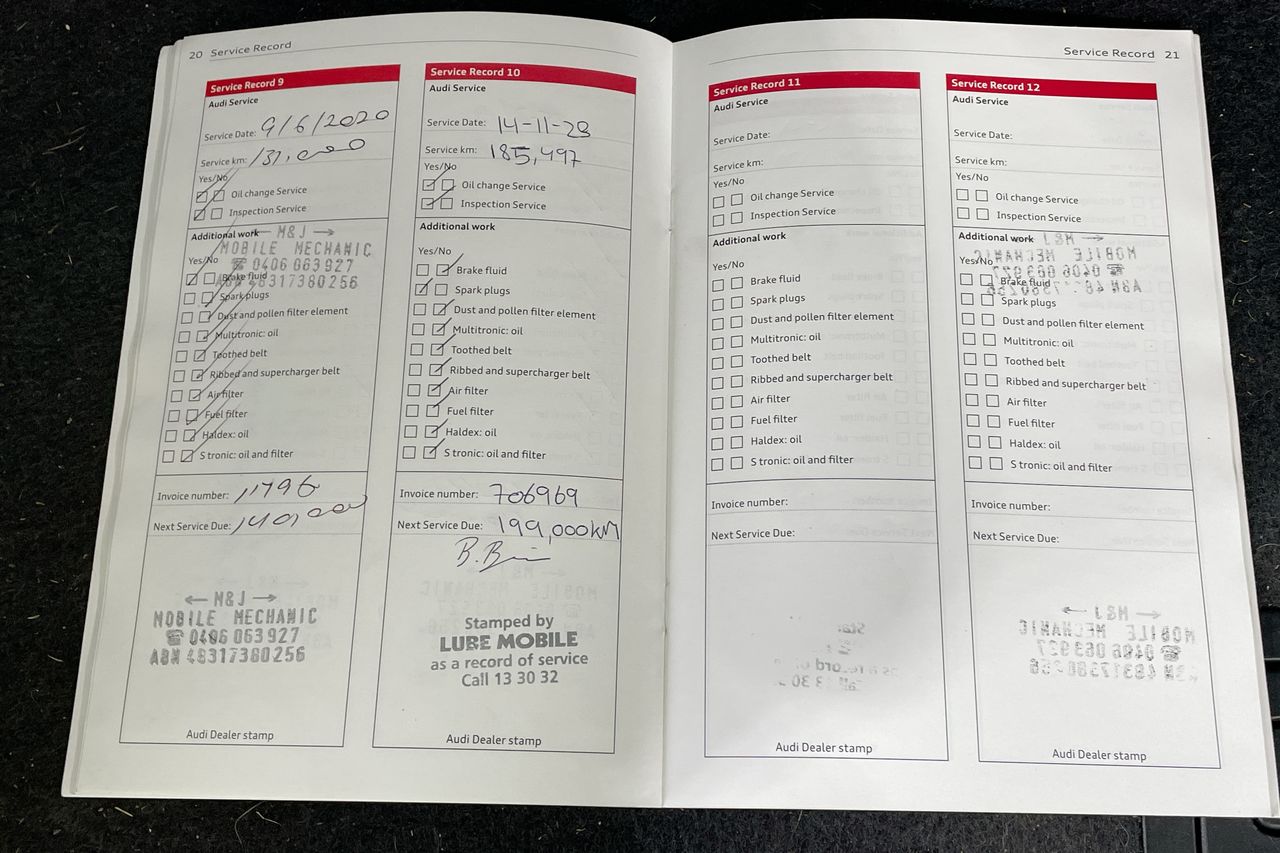 20 Service Record
Service Record 9
Audi Service
Service Date: 9/6/2020
Service km: 131,000
Yes/No
Oil change Service
Inspection Service
Additional work
← M&J →
MOBILE MECHANIC
☎ 0406 063 927
ABN 48317380256
Yes/No
Brake fluid
Spark plugs
Dust and pollen filter element
Multitronic: oil
Toothed belt
Ribbed and supercharger belt
Air filter
Fuel filter
Haldex: oil
S tronic: oil and filter
Invoice number: 11796
Next Service Due: 140,000
← M&J →
MOBILE MECHANIC
☎ 0406 063 927
ABN 48317380256
Audi Dealer stamp
Service Record 10
Audi Service
Service Date: 14-11-23
Service km: 185,497
Yes/No
Oil change Service
Inspection Service
Additional work
Yes/No
Brake fluid
Spark plugs
Dust and pollen filter element
Multitronic: oil
Toothed belt
Ribbed and supercharger belt
Air filter
Fuel filter
Haldex: oil
S tronic: oil and filter
Invoice number: 706969
Next Service Due: 199,000KM
Stamped by
LUBE MOBILE
as a record of service
Call 13 30 32
Audi Dealer stamp
Service Record 21
Service Record 11
Audi Service
Service Date:
Service km:
Yes/No
Oil change Service
Inspection Service
Additional work
Yes/No
Brake fluid
Spark plugs
Dust and pollen filter element
Multitronic: oil
Toothed belt
Ribbed and supercharger belt
Air filter
Fuel filter
Haldex: oil
S tronic: oil and filter
Invoice number:
Next Service Due:
Audi Dealer stamp
Service Record 12
Audi Service
Service Date:
Service km:
Yes/No
Oil change Service
Inspection Service
Additional work
Yes/No
Brake fluid
Spark plugs
Dust and pollen filter element
Multitronic: oil
Toothed belt
Ribbed and supercharger belt
Air filter
Fuel filter
Haldex: oil
S tronic: oil and filter
Invoice number:
Next Service Due:
Audi Dealer stamp